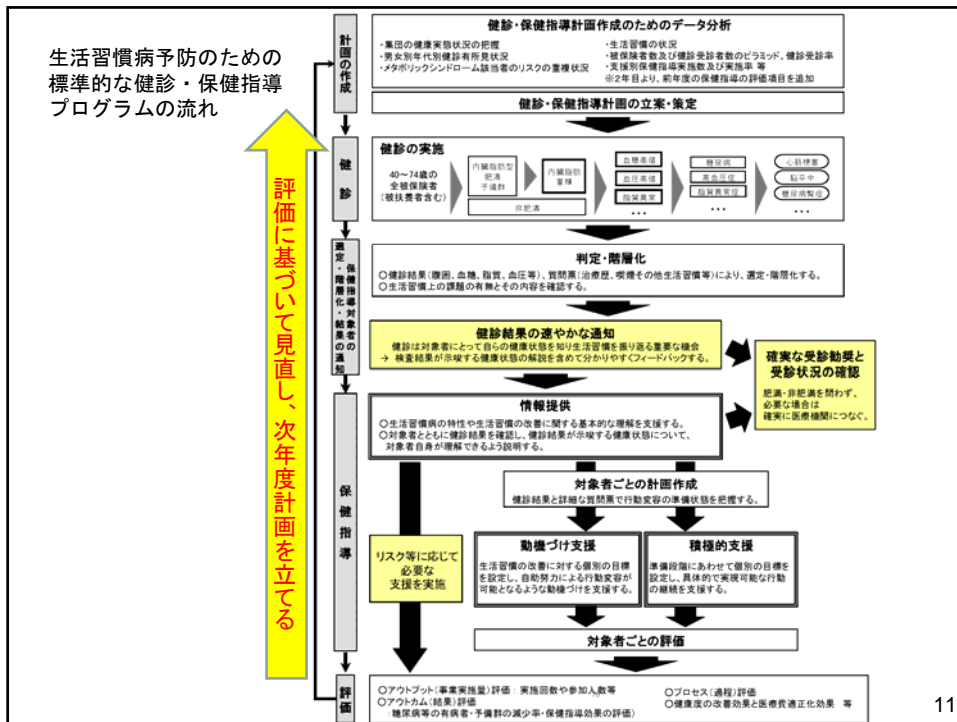 生活習慣病予防のための
標準的な健診・保健指導
プログラムの流れ
評価に基づいて見直し、次年度計画を立てる
計画の作成
健診・保健指導計画作成のためのデータ分析
・集団の健康実態状況の把握
・男女別年代別健診有所見状況
・メタボリックシンドローム該当者のリスクの重複状況
・生活習慣の状況
・被保険者数及び健診受診者数のピラミッド、健診受診率
・支援別保健指導実施数及び実施率 等
※2年目より、前年度の保健指導の評価項目を追加
健診・保健指導計画の立案・策定
健診
健診の実施
40～74歳の
全被保険者
(被扶養者含む)
内臓脂肪型
肥満
予備群
内臓脂肪
蓄積
非肥満
血糖高値
血圧高値
脂質異常
•••
糖尿病
高血圧症
脂質異常症
•••
心筋梗塞
脳卒中
糖尿病腎症
•••
保健指導対象者の
選定・階層化・結果の通知
判定・階層化
○健診結果(腹囲、血糖、脂質、血圧等)、質問票(治療歴、喫煙その他生活習慣等)により、選定・階層化する。
○生活習慣上の課題の有無とその内容を確認する。
健診結果の速やかな通知
健診は対象者にとって自らの健康状態を知り生活習慣を振り返る重要な機会
→ 検査結果が示唆する健康状態の解説を含めて分かりやすくフィードバックする。
確実な受診勧奨と
受診状況の確認
肥満・非肥満を問わず、
必要な場合は
確実に医療機関につなぐ。
保健指導
情報提供
○生活習慣病の特性や生活習慣の改善に関する基本的な理解を支援する。
○対象者とともに健診結果を確認し、健診結果が示唆する健康状態について、
対象者自身が理解できるよう説明する。
対象者ごとの計画作成
健診結果と詳細な質問票で行動変容の準備状態を把握する。
リスク等に応じて
必要な
支援を実施
動機づけ支援
生活習慣の改善に対する個別の目標
を設定し、自助努力による行動変容が
可能となるような動機づけを支援する。
積極的支援
準備段階にあわせて個別の目標を
設定し、具体的で実現可能な行動
の継続を支援する。
対象者ごとの評価
評価
○アウトプット(事業実施量)評価 : 実施回数や参加人数等
○アウトカム(結果)評価
:糖尿病等の有病者・予備群の減少率・保健指導効果の評価)
○プロセス(過程)評価
○健康度の改善効果と医療費適正化効果 等
11